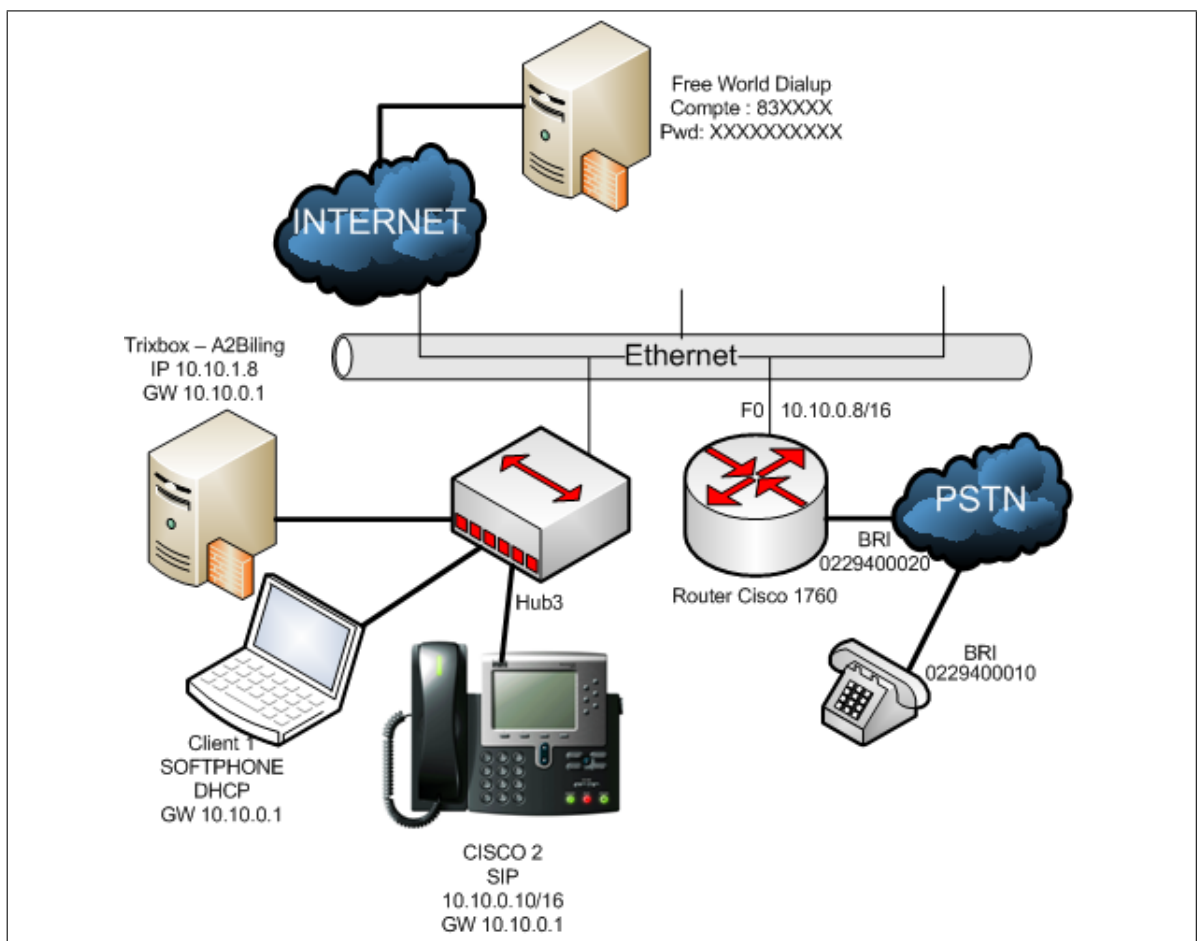 Free World Dialup
Compte : 83XXXX
Pwd: XXXXXXXXXX
INTERNET
Ethernet
Trixbox – A2Biling
IP 10.10.1.8
GW 10.10.0.1
F0 10.10.0.8/16
PSTN
BRI
0229400020
Router Cisco 1760
Hub3
BRI
0229400010
Client 1
SOFTPHONE
DHCP
GW 10.10.0.1
CISCO 2
SIP
10.10.0.10/16
GW 10.10.0.1